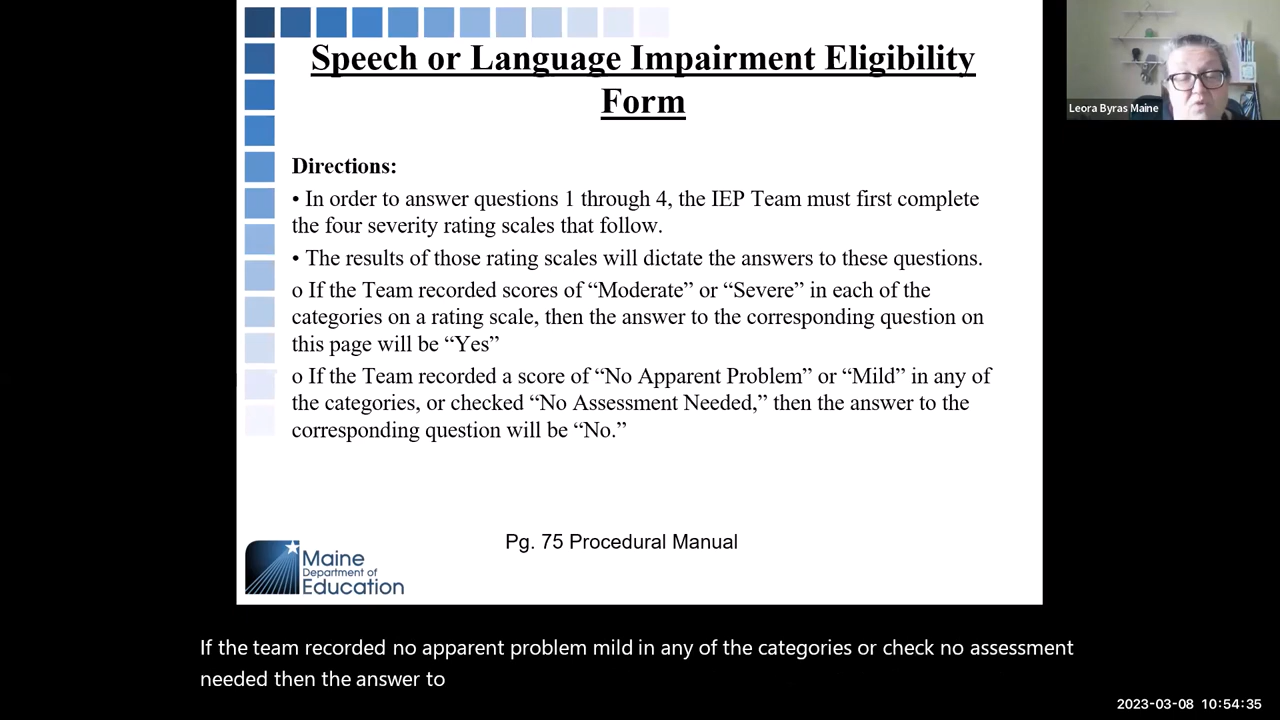 Speech or Language Impairment Eligibility
Form
Leora Byras Maine
Directions:
• In order to answer questions 1 through 4, the IEP Team must first complete
the four severity rating scales that follow.
• The results of those rating scales will dictate the answers to these questions.
o If the Team recorded scores of “Moderate” or “Severe” in each of the
categories on a rating scale, then the answer to the corresponding question on
this page will be “Yes”
o If the Team recorded a score of “No Apparent Problem” or “Mild” in any of
the categories, or checked “No Assessment Needed,” then the answer to the
corresponding question will be “No.”
Pg. 75 Procedural Manual
Maine
Department of
Education
If the team recorded no apparent problem mild in any of the categories or check no assessment
needed then the answer to
2023-03-08 10:54:35